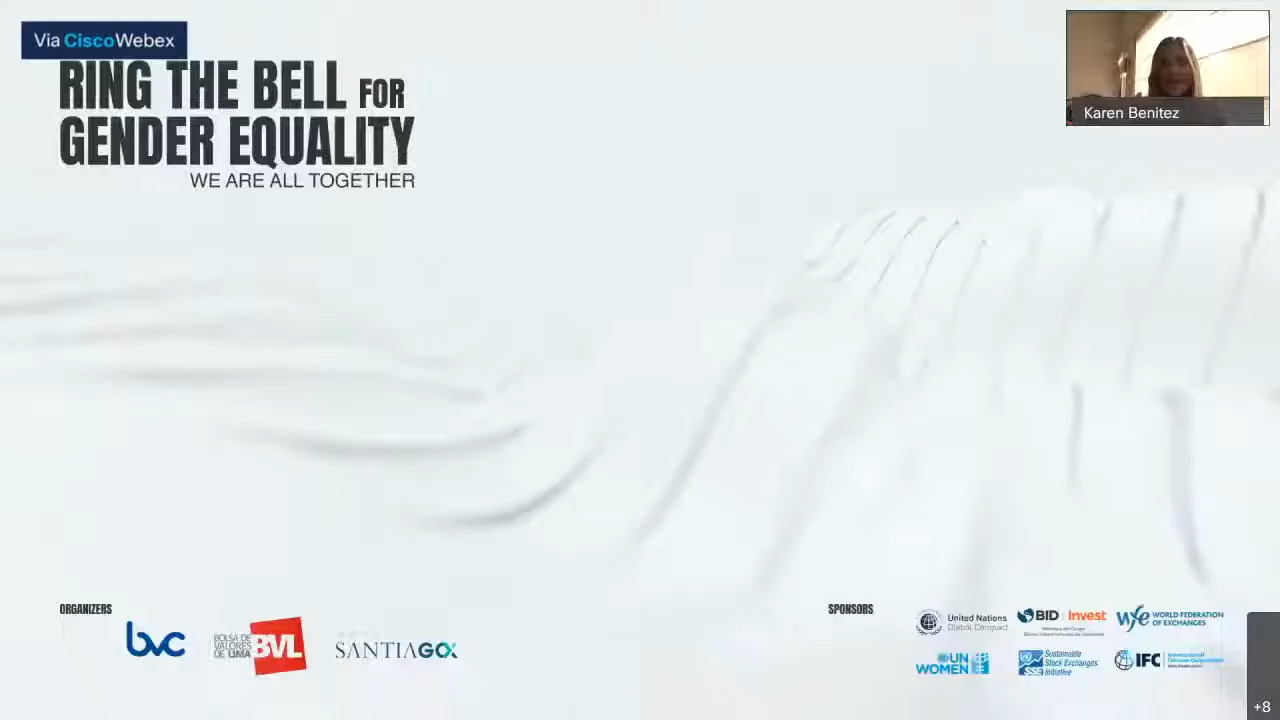 Via CiscoWebex
RING THE BELL FOR
GENDER EQUALITY
WE ARE ALL TOGETHER
Karen Benitez
ORGANIZERS
bvc
BOLSA DE
VALORES
DE LIMA
BVL
SANTIAGOX
SPONSORS
United Nations
Global Compact
BID Invest
WORLD FEDERATION
OF EXCHANGES
UN
WOMEN
SSE
Sustainable
Stock Exchanges
Initiative
IFC
International
+8